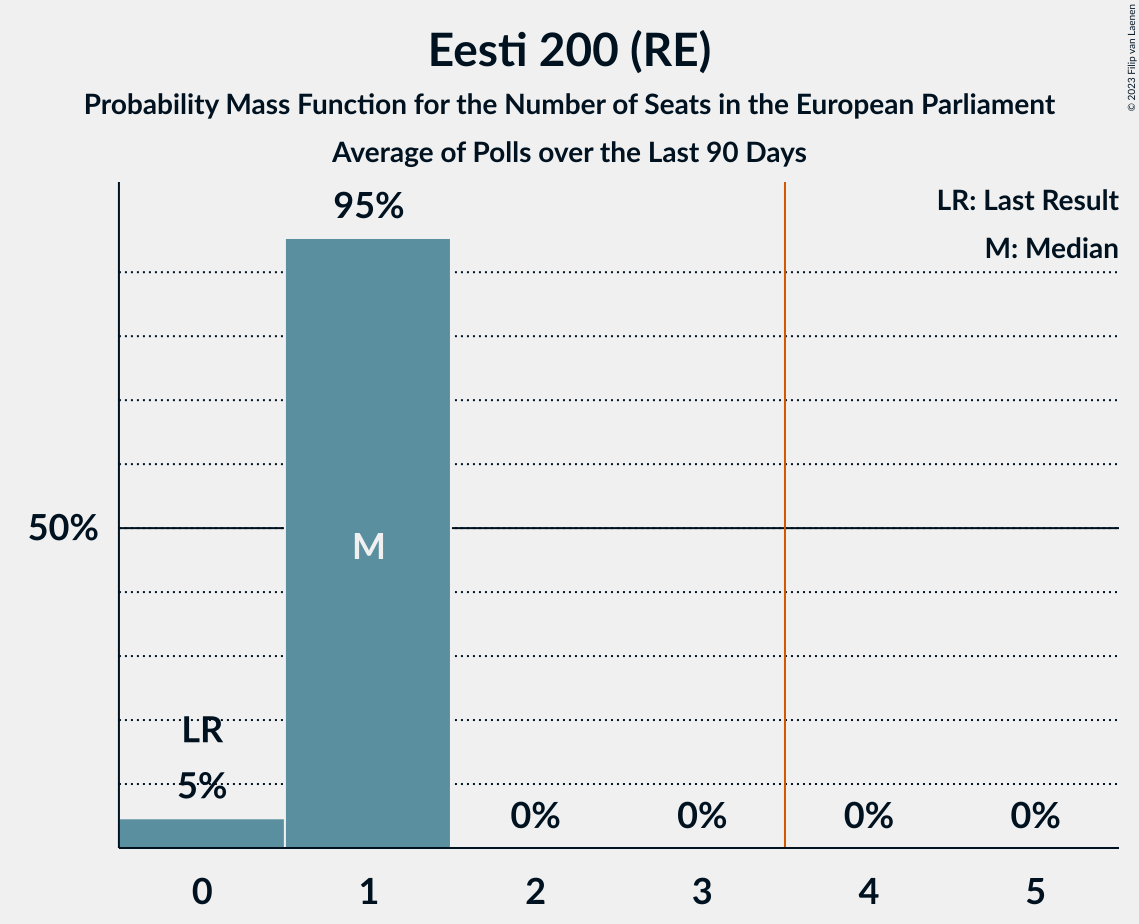 Eesti 200 (RE)
Probability Mass Function for the Number of Seats in the European Parliament
Average of Polls over the Last 90 Days
© 2023 Filip van Laenen
LR: Last Result
M: Median
95%
50%
M
LR
5%
0%
0%
0%
0%
0
1
2
3
4
5